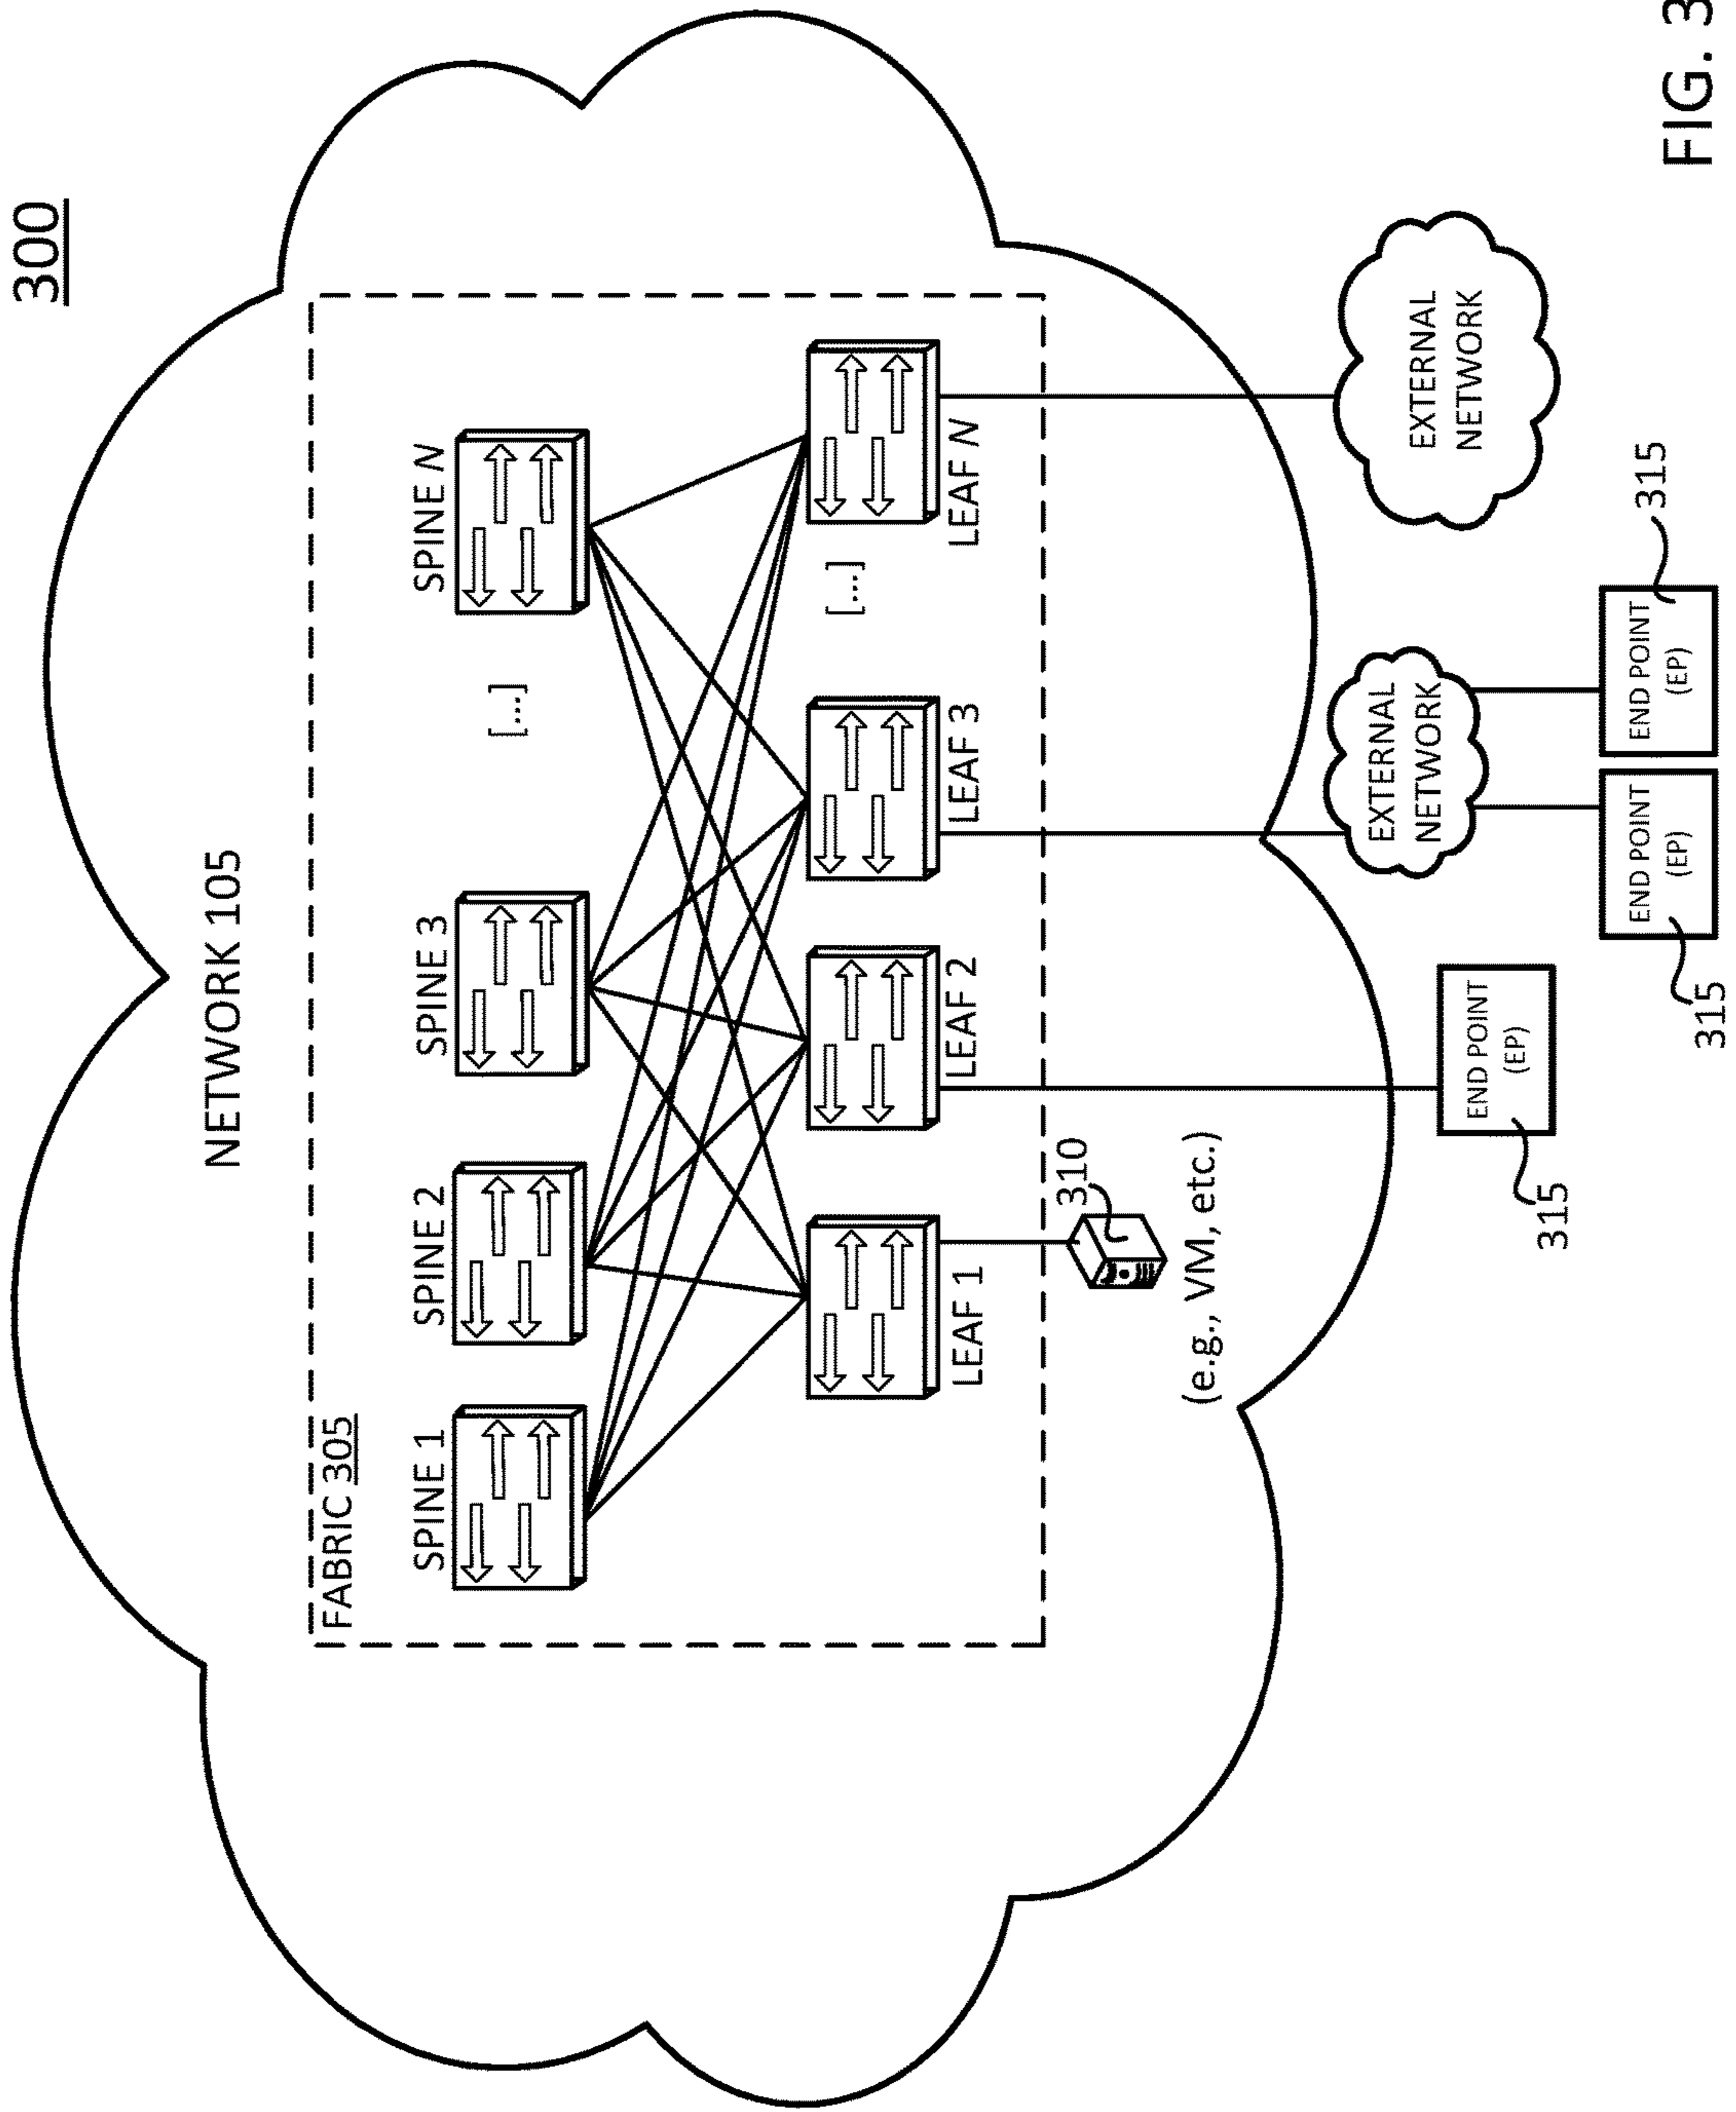 300
NETWORK 105
FABRIC 305
SPINE 1
SPINE 2
SPINE 3
[...]
SPINE N
LEAF 1
LEAF 2
LEAF 3
[...]
LEAF N
310
(e.g., VM, etc.)
END POINT
(EP)
315
EXTERNAL
NETWORK
END POINT
(EP)
315
END POINT
(EP)
315
EXTERNAL
NETWORK
FIG. 3